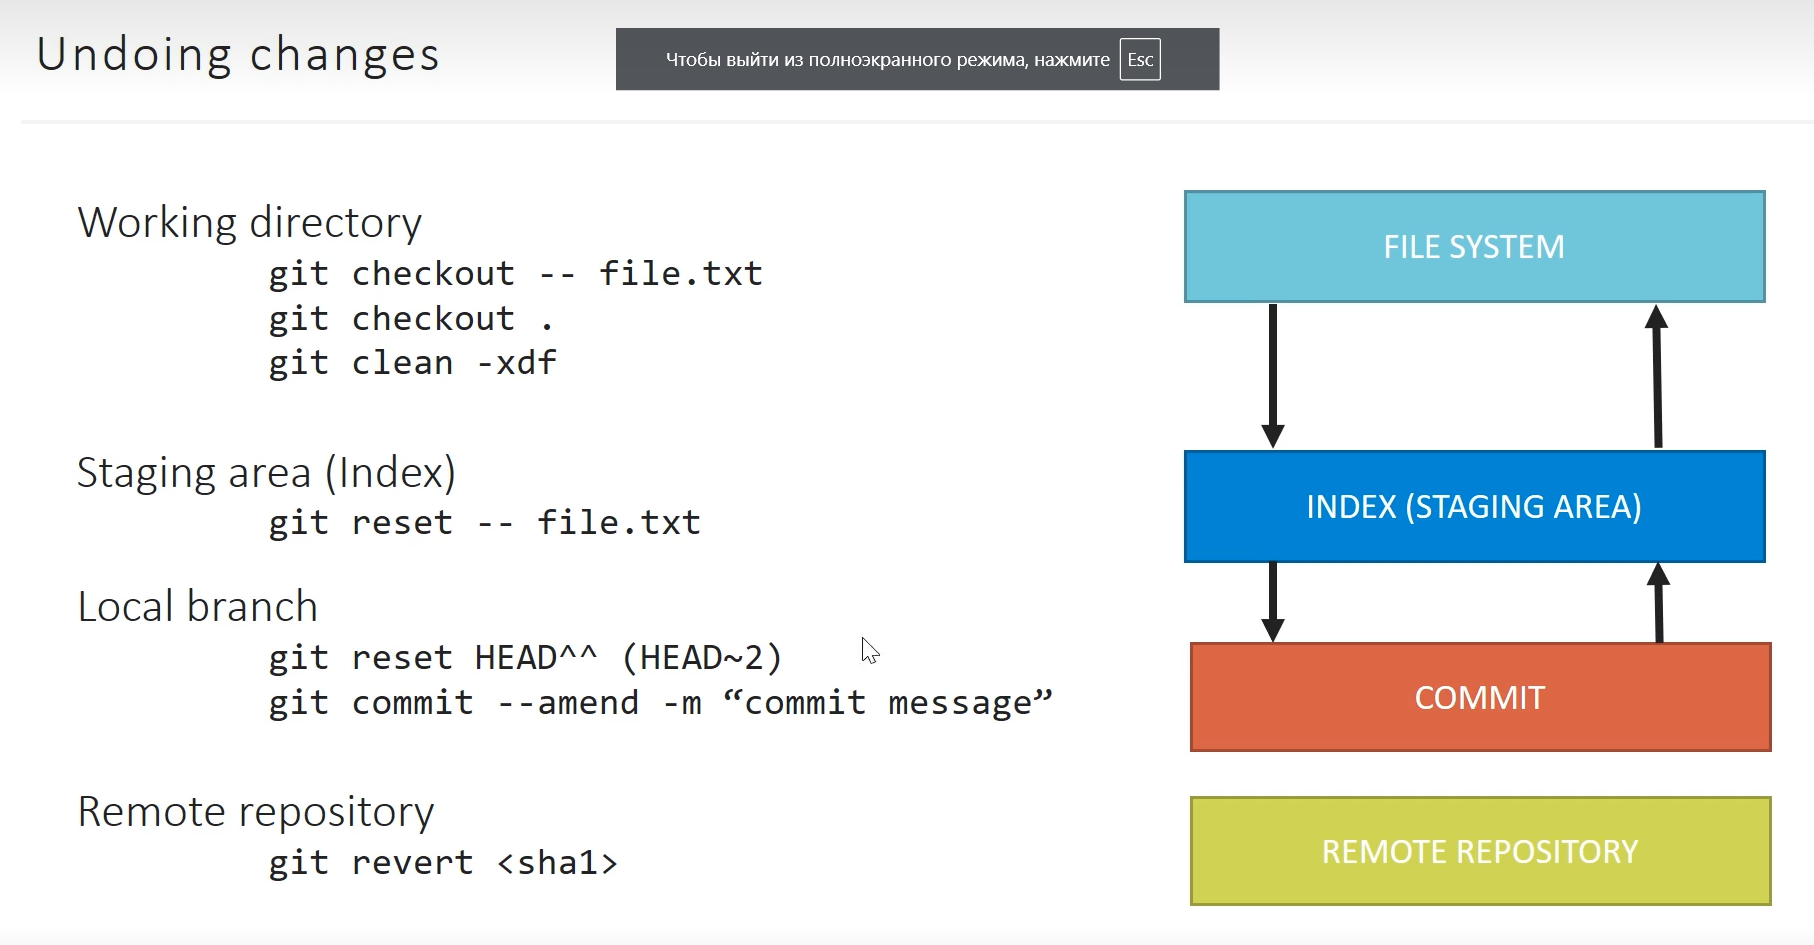 Undoing changes
Чтобы выйти из полноэкранного режима, нажмите Esc
Working directory
git checkout -- file.txt
git checkout .
git clean -xdf
Staging area (Index)
git reset -- file.txt
Local branch
git reset HEAD^^ (HEAD~2)
git commit --amend -m “commit message”
Remote repository
git revert <sha1>
FILE SYSTEM
INDEX (STAGING AREA)
COMMIT
REMOTE REPOSITORY